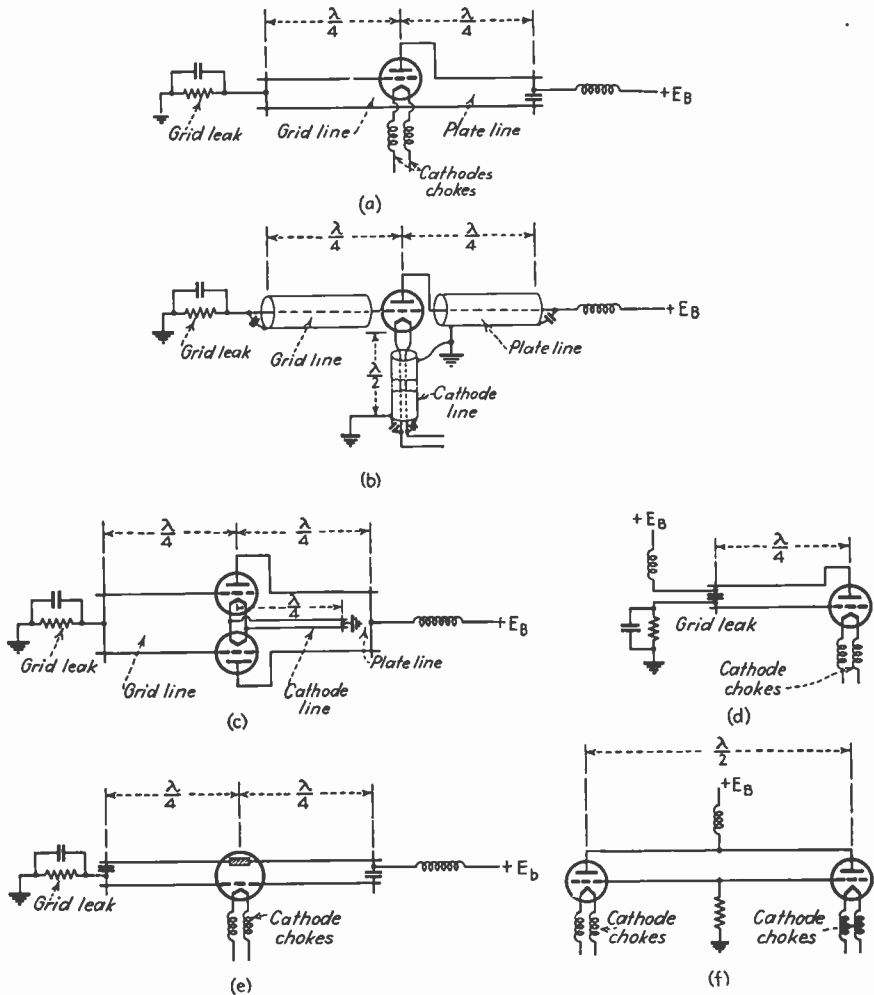 λ/4 λ/4
+E_B
Grid leak
Grid line
Plate line
Cathodes
chokes
(a)
λ/4 λ/4
+E_B
Grid leak
Grid line
Plate line
λ/2
Cathode
line
(b)
λ/4 λ/4
λ/4
+E_B
Grid leak
Grid line
Cathode
line
Plate line
(c)
+E_B
λ/4
Grid leak
Cathode
chokes
(d)
λ/4 λ/4
+E_b
Grid leak
Cathode
chokes
(e)
λ/2
+E_B
Cathode
chokes
Cathode
chokes
(f)